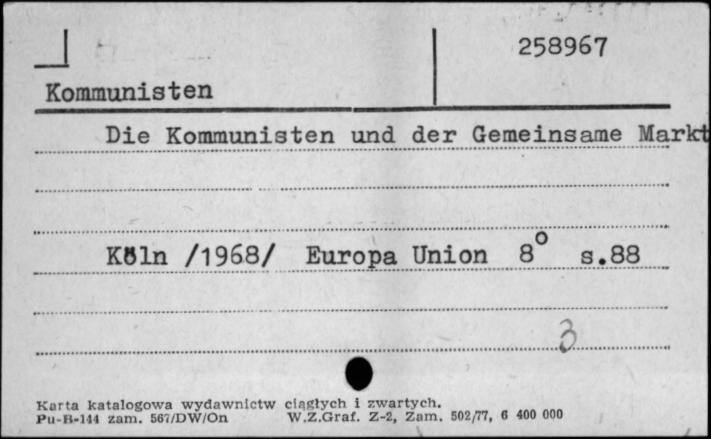 258967
Kommunisten
Die Kommunisten und der Gemeinsame Markt
Köln /1968/ Europa Union 8° s.88
3
Karta katalogowa wydawnictw ciągłych i zwartych.
Pu-B-144 zam. 567/DW/On W.Z.Graf. Z-2, Zam. 502/77, 6 400 000